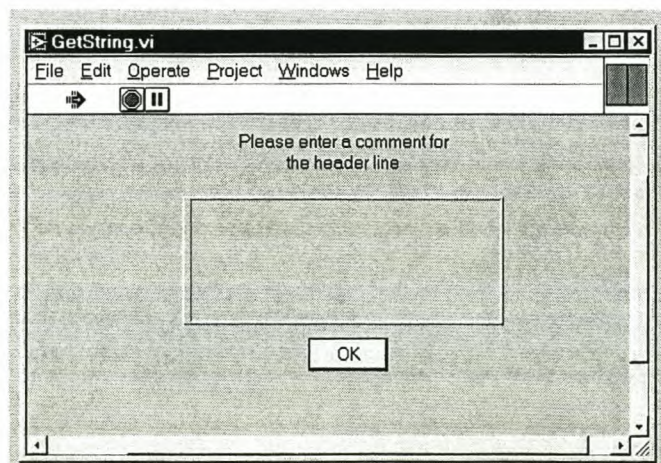 GetString.vi
File Edit Operate Project Windows Help
Please enter a comment for
the header line
OK